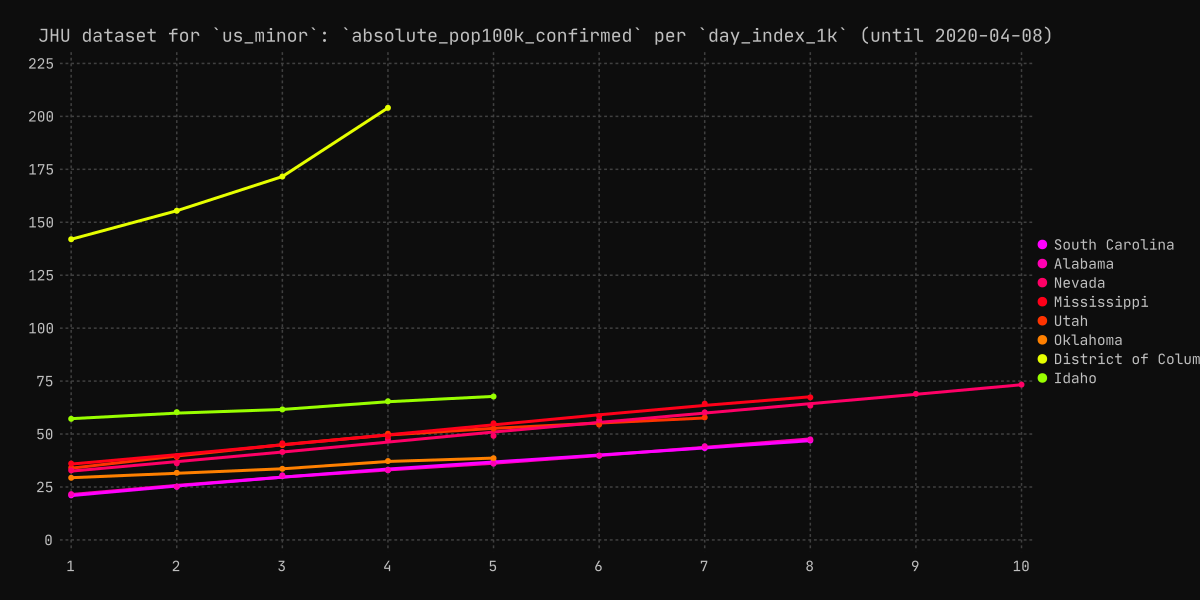 JHU dataset for `us_minor`: `absolute_pop100k_confirmed` per `day_index_1k` (until 2020-04-08)
225
200
175
150
125
100
75
50
25
0
1 2 3 4 5 6 7 8 9 10
South Carolina
Alabama
Nevada
Mississippi
Utah
Oklahoma
District of Colum
Idaho